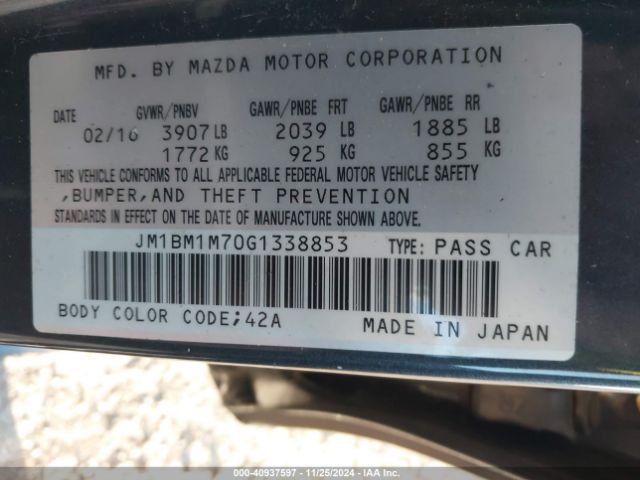 MFD. BY MAZDA MOTOR CORPORATION
DATE GVWR/PNBV GAWR/PNBE FRT GAWR/PNBE RR
02/16 3907 LB 2039 LB 1885 LB
1772 KG 925 KG 855 KG
THIS VEHICLE CONFORMS TO ALL APPLICABLE FEDERAL MOTOR VEHICLE SAFETY
,BUMPER,AND THEFT PREVENTION
STANDARDS IN EFFECT ON THE DATE OF MANUFACTURE SHOWN ABOVE.
JM1BM1M70G1338853 TYPE: PASS CAR
BODY COLOR CODE;42A MADE IN JAPAN
000-40937597 - 11/25/2024 - IAA Inc.